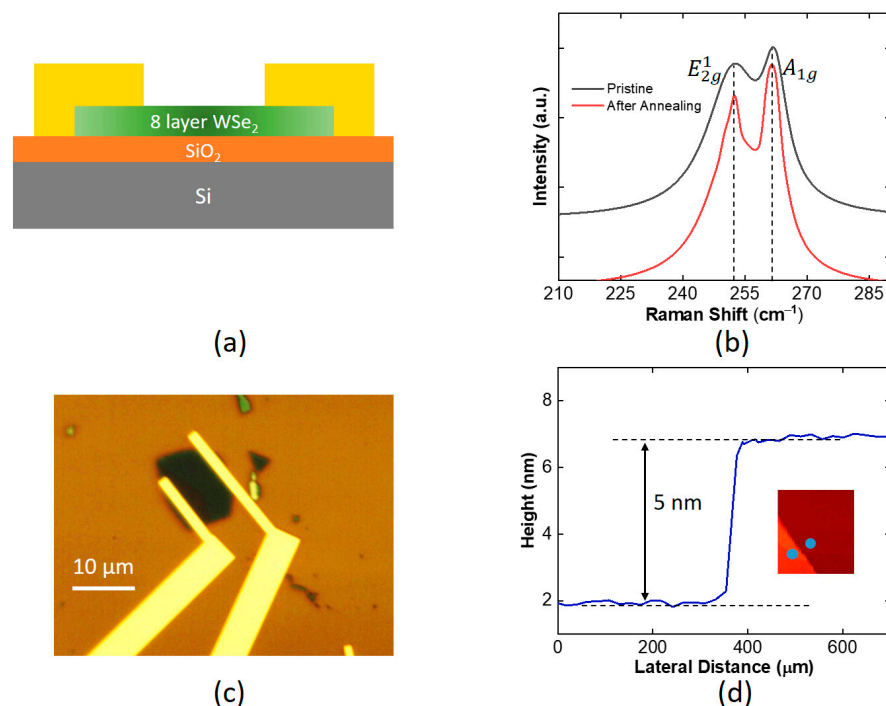 8 layer WSe₂
SiO₂
Si
(a)
E¹₂g
A₁g
Pristine
After Annealing
Intensity (a.u.)
210 225 240 255 270 285
Raman Shift (cm⁻¹)
(b)
10 μm
(c)
8
6
4
2
Height (nm)
5 nm
0 200 400 600
Lateral Distance (μm)
(d)